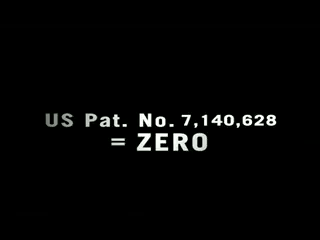 US Pat. No. 7,140,628
= ZERO